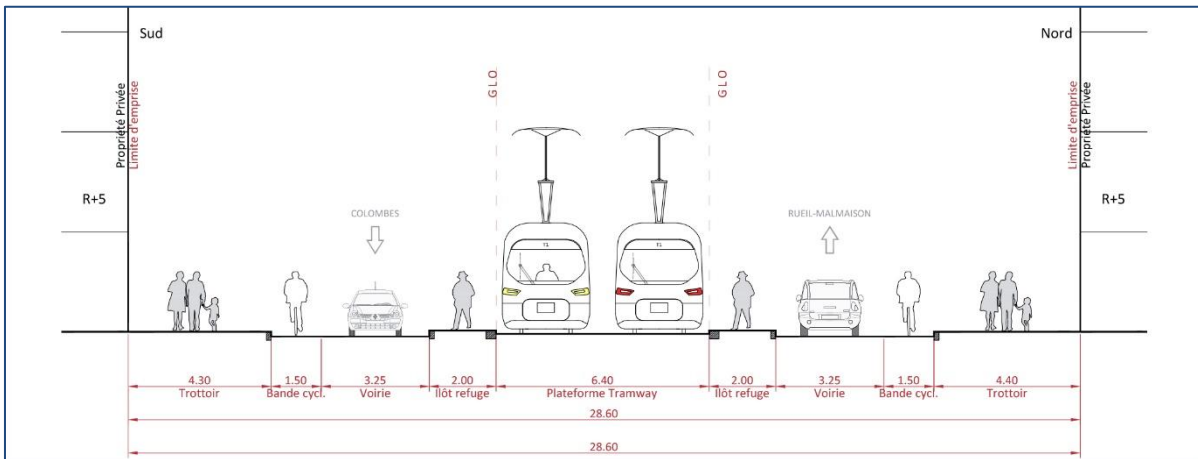 Sud
Nord
Propriété Privée
Limite d'emprise
GLO
GLO
Limite d'emprise
Propriété Privée
R+5
R+5
COLOMBES
RUEIL-MALMAISON
T1
T1
4.30
1.50
3.25
2.00
6.40
2.00
3.25
1.50
4.40
Trottoir
Bande cycl.
Voirie
Ilôt refuge
Plateforme Tramway
Ilôt refuge
Voirie
Bande cycl.
Trottoir
28.60
28.60